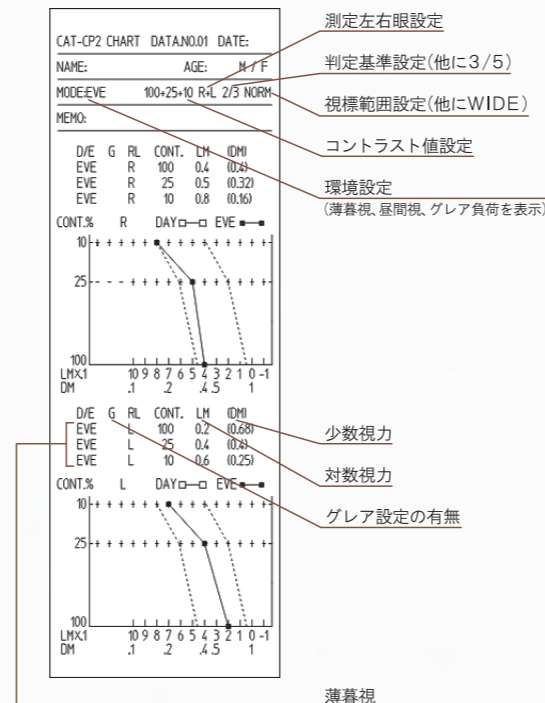 CAT-CP2 CHART DATA.NO.01 DATE:
NAME: AGE: M / F
MODE:EVE 100+25+10 R+L 2/3 NORM
MEMO:
D/E G RL CONT. LM (DM)
EVE R 100 0.4 (0.4)
EVE R 25 0.5 (0.32)
EVE R 10 0.8 (0.16)
CONT.% R DAY□—□ EVE■—■
10
25
100
LMX.1 10 9 8 7 6 5 4 3 2 1 0 -1
DM .1 .2 .4 .5 1
D/E G RL CONT. LM (DM)
EVE L 100 0.2 (0.68)
EVE L 25 0.4 (0.4)
EVE L 10 0.6 (0.25)
CONT.% L DAY□—□ EVE■—■
10
25
100
LMX.1 10 9 8 7 6 5 4 3 2 1 0 -1
DM .1 .2 .4 .5 1
測定左右眼設定
判定基準設定(他に3/5)
視標範囲設定(他にWIDE)
コントラスト値設定
環境設定
(薄暮視、昼間視、グレア負荷を表示)
少数視力
対数視力
グレア設定の有無
薄暮視